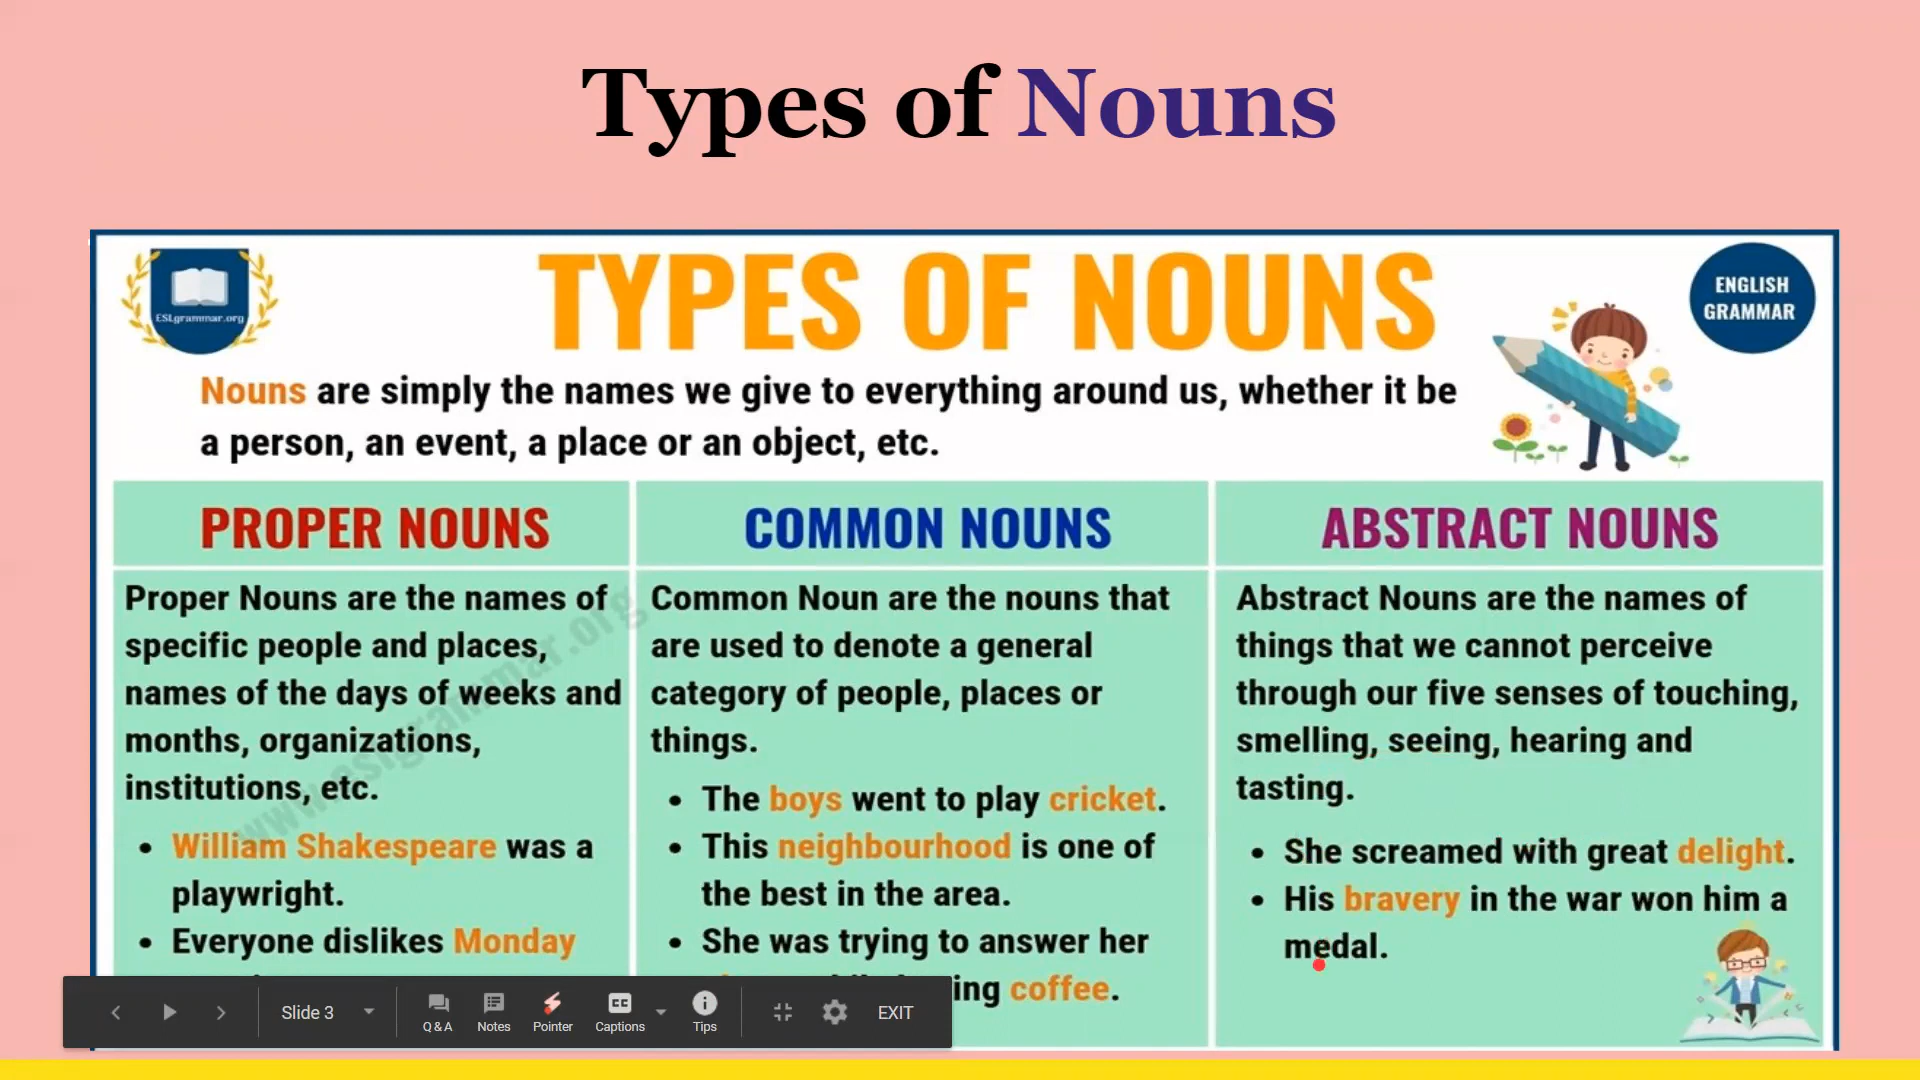 Types of Nouns
ESLgrammar.org
TYPES OF NOUNS
ENGLISH
GRAMMAR
Nouns are simply the names we give to everything around us, whether it be
a person, an event, a place or an object, etc.
PROPER NOUNS
Proper Nouns are the names of
specific people and places,
names of the days of weeks and
months, organizations,
institutions, etc.
• William Shakespeare was a
playwright.
• Everyone dislikes Monday
COMMON NOUNS
Common Noun are the nouns that
are used to denote a general
category of people, places or
things.
• The boys went to play cricket.
• This neighbourhood is one of
the best in the area.
• She was trying to answer her
coffee.
ABSTRACT NOUNS
Abstract Nouns are the names of
things that we cannot perceive
through our five senses of touching,
smelling, seeing, hearing and
tasting.
• She screamed with great delight.
• His bravery in the war won him a
medal.
www.eslgrammar.org
Slide 3
Q & A
Notes
Pointer
CC
Captions
Tips
EXIT